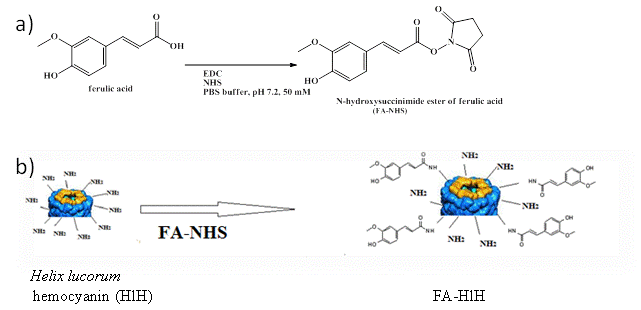 a)
O
O
OH
HO
ferulic acid
EDC
NHS
PBS buffer, pH 7.2, 50 mM
O
O
O
O
N
O
HO
N-hydroxysuccinimide ester of ferulic acid
(FA-NHS)
b)
NH2
NH2
NH2
NH2
NH2
NH2
NH2
NH2
NH2
FA-NHS
O
O
HO
NH
NH2
NH2
NH2
NH2
NH2
NH2
NH2
NH
O
OH
O
O
O
HO
NH
NH
O
OH
O
Helix lucorum
hemocyanin (HlH)
FA-HlH